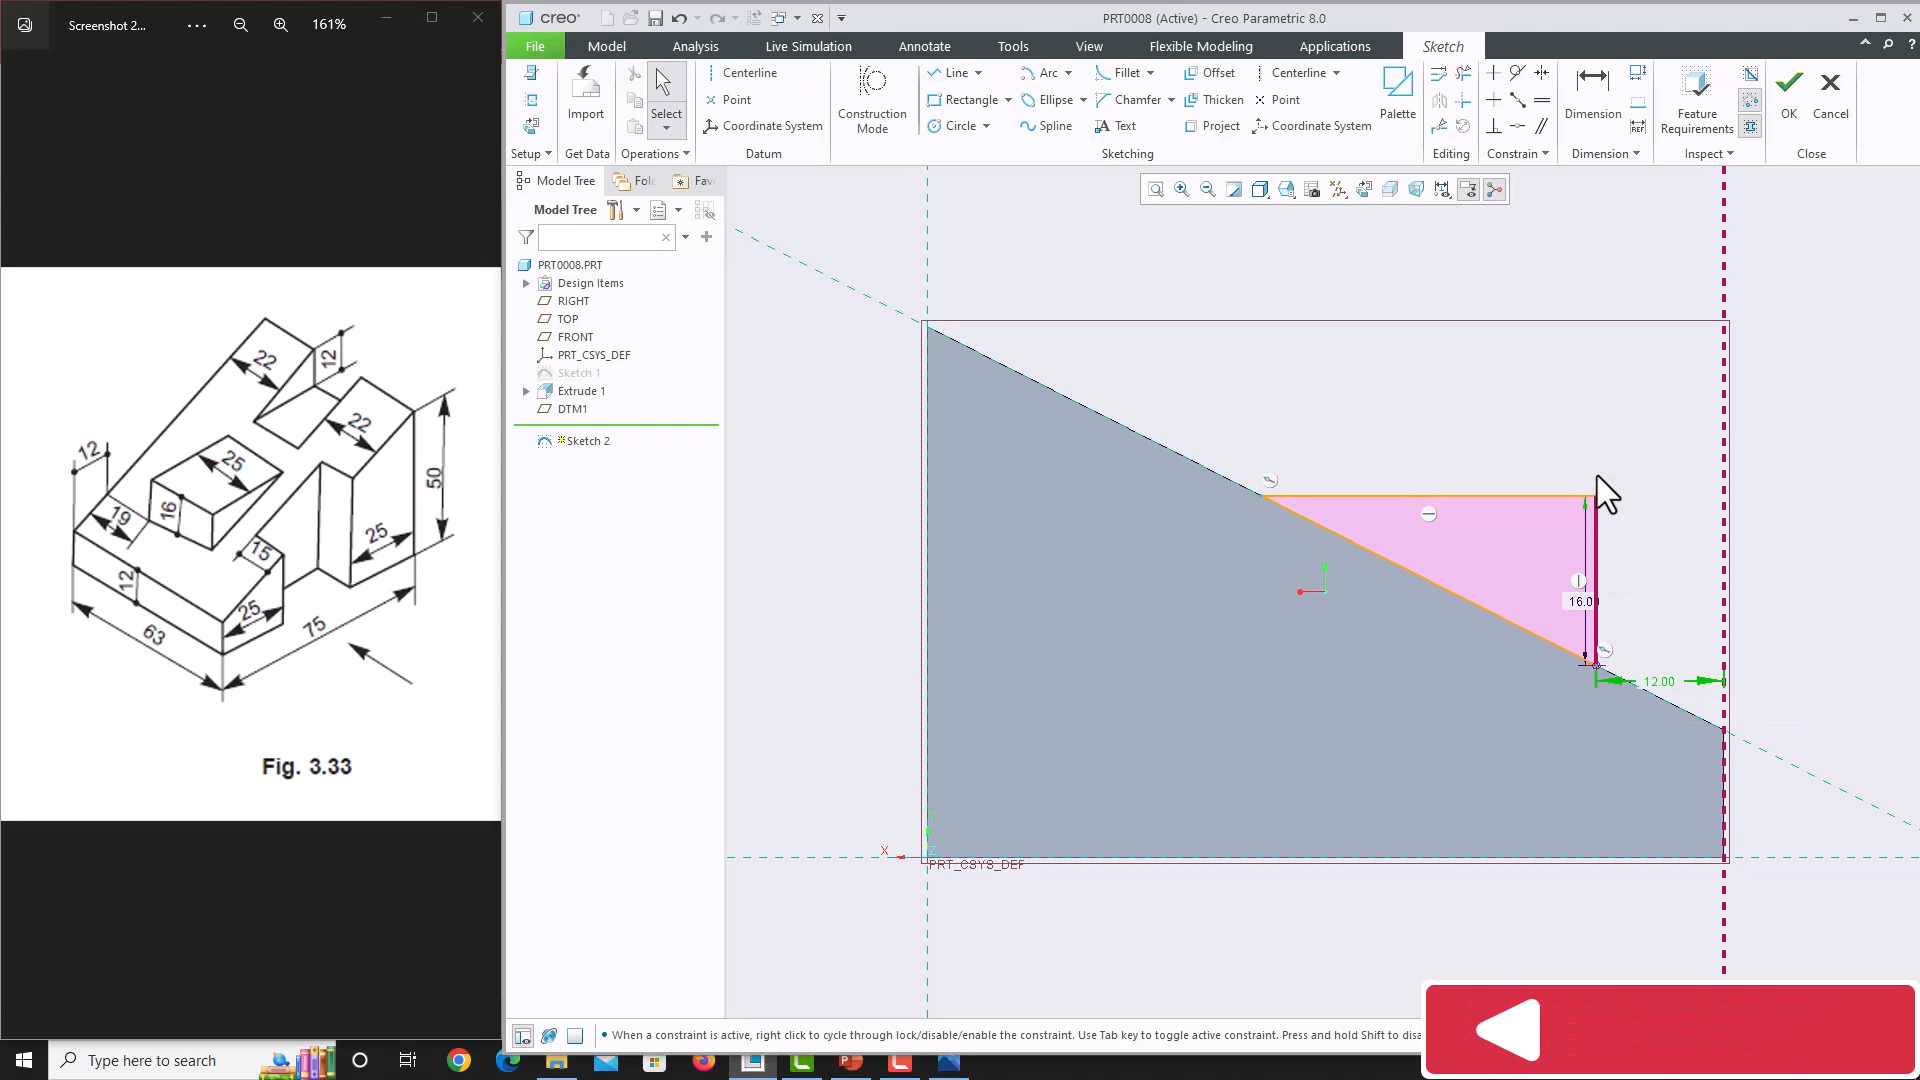 Screenshot 2...
161%
creo
PRT0008 (Active) - Creo Parametric 8.0
File
Model
Analysis
Live Simulation
Annotate
Tools
View
Flexible Modeling
Applications
Sketch
Import
Select
Centerline
Point
Coordinate System
Construction
Mode
Line
Rectangle
Circle
Arc
Ellipse
Spline
Fillet
Chamfer
Text
Offset
Thicken
Project
Centerline
Point
Coordinate System
Palette
Dimension
REF
Feature
Requirements
OK
Cancel
Setup
Get Data
Operations
Datum
Sketching
Editing
Constrain
Dimension
Inspect
Close
Model Tree
Fol
Fav
Model Tree
PRT0008.PRT
Design Items
RIGHT
TOP
FRONT
PRT_CSYS_DEF
Sketch 1
Extrude 1
DTM1
Sketch 2
22
12
22
12
25
50
19
16
15
25
12
25
63
75
Fig. 3.33
16.0
12.00
X
PRT_CSYS_DEF
When a constraint is active, right click to cycle through lock/disable/enable the constraint. Use Tab key to toggle active constraint. Press and hold Shift to disa
Type here to search